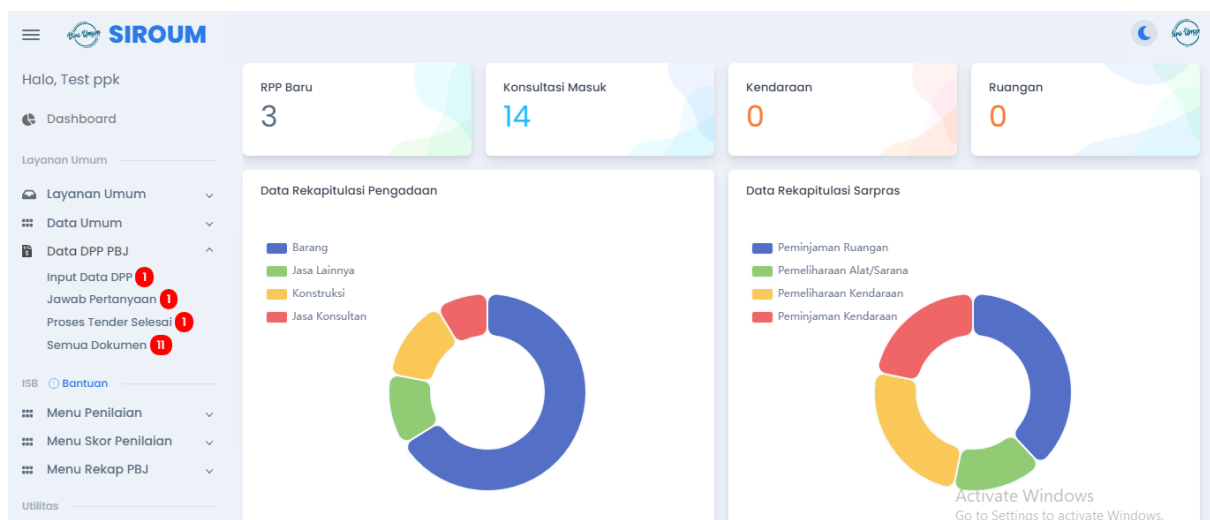 SIROUM
Halo, Test ppk
Dashboard
Layanan Umum
Layanan Umum
Data Umum
Data DPP PBJ
Input Data DPP 1
Jawab Pertanyaan 1
Proses Tender Selesai 1
Semua Dokumen 11
ISB Bantuan
Menu Penilaian
Menu Skor Penilaian
Menu Rekap PBJ
Utilitas
RPP Baru
3
Konsultasi Masuk
14
Kendaraan
0
Ruangan
0
Data Rekapitulasi Pengadaan
Barang
Jasa Lainnya
Konstruksi
Jasa Konsultan
Data Rekapitulasi Sarpras
Peminjaman Ruangan
Pemeliharaan Alat/Sarana
Pemeliharaan Kendaraan
Peminjaman Kendaraan
Activate Windows
Go to Settings to activate Windows.